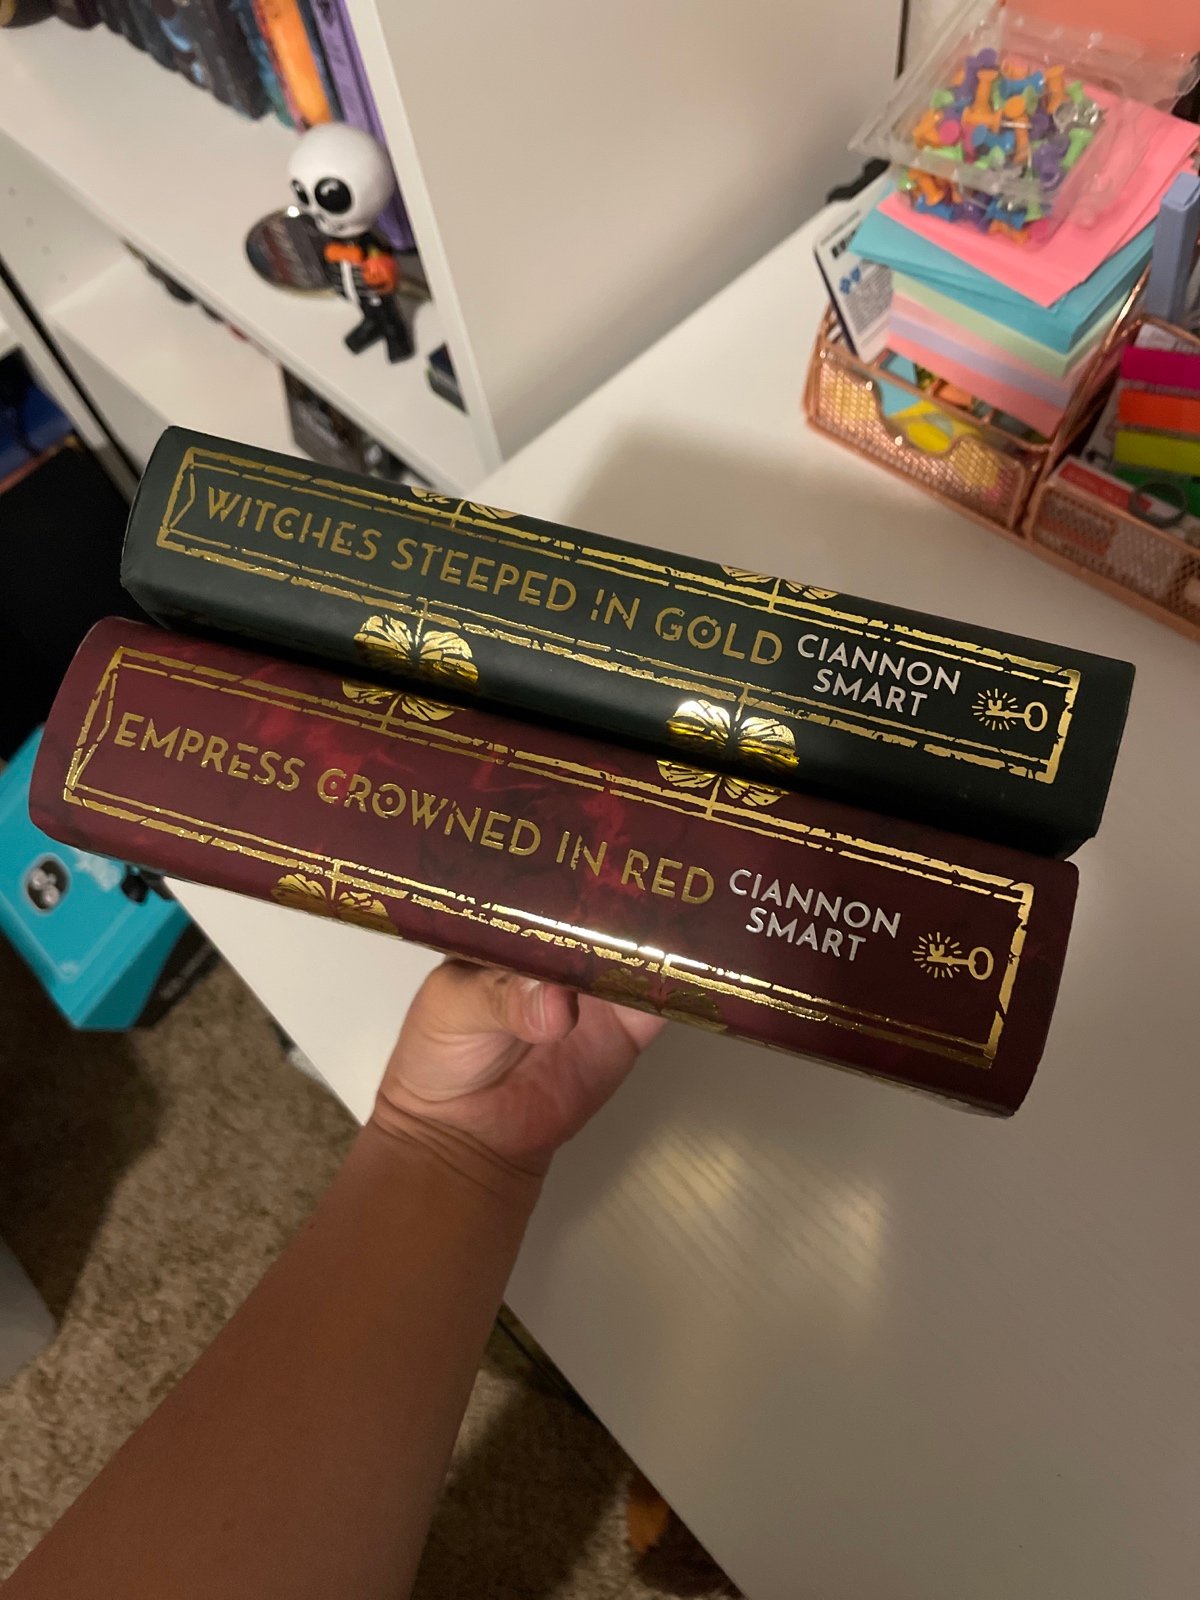 WITCHES STEEPED IN GOLD
CIANNON
SMART
EMPRESS CROWNED IN RED
CIANNON
SMART